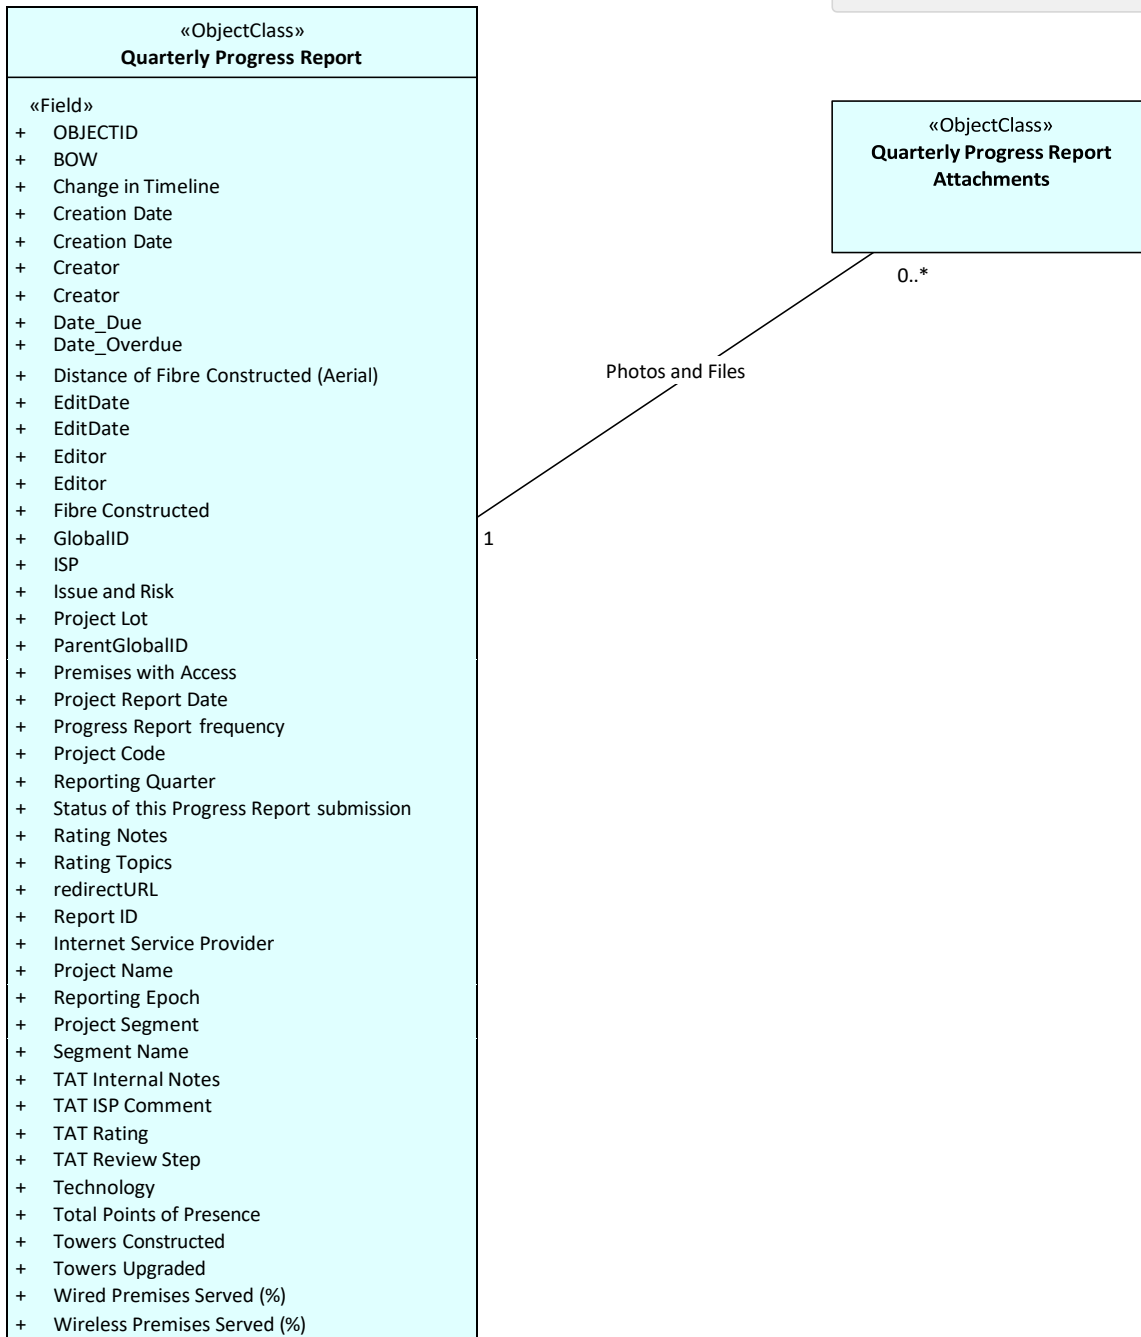 «ObjectClass»
Quarterly Progress Report
«Field»
+ OBJECTID
+ BOW
+ Change in Timeline
+ Creation Date
+ Creation Date
+ Creator
+ Creator
+ Date_Due
+ Date_Overdue
+ Distance of Fibre Constructed (Aerial)
+ EditDate
+ EditDate
+ Editor
+ Editor
+ Fibre Constructed
+ GlobalID
+ ISP
+ Issue and Risk
+ Project Lot
+ ParentGlobalID
+ Premises with Access
+ Project Report Date
+ Progress Report frequency
+ Project Code
+ Reporting Quarter
+ Status of this Progress Report submission
+ Rating Notes
+ Rating Topics
+ redirectURL
+ Report ID
+ Internet Service Provider
+ Project Name
+ Reporting Epoch
+ Project Segment
+ Segment Name
+ TAT Internal Notes
+ TAT ISP Comment
+ TAT Rating
+ TAT Review Step
+ Technology
+ Total Points of Presence
+ Towers Constructed
+ Towers Upgraded
+ Wired Premises Served (%)
+ Wireless Premises Served (%)
«ObjectClass»
Quarterly Progress Report
Attachments
0..*
Photos and Files
1